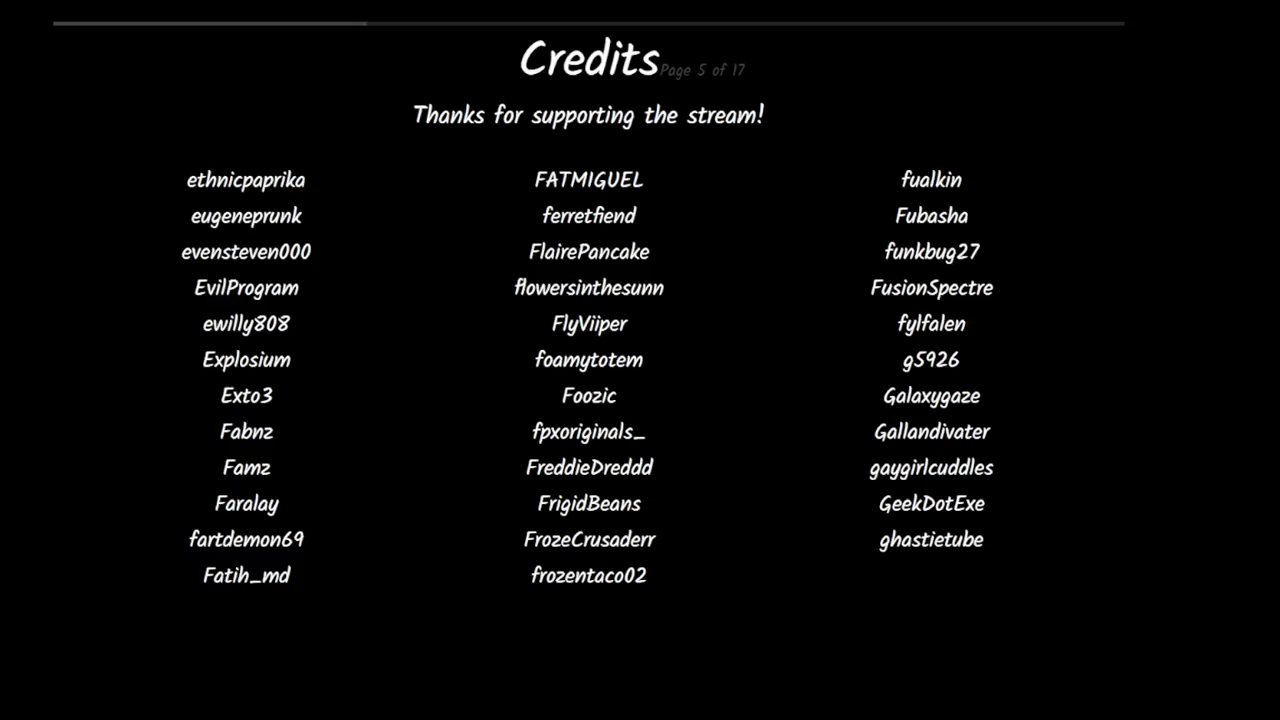 Credits Page 5 of 17
Thanks for supporting the stream!
ethnicpaprika
eugeneprunk
evensteven000
EvilProgram
ewilly808
Explosium
Exto3
Fabnz
Famz
Faralay
fartdemon69
Fatih_md
FATMIGUEL
ferretfiend
FlairePancake
flowersinthesunn
FlyViiper
foamytotem
Foozic
fpxoriginals_
FreddieDreddd
FrigidBeans
FrozeCrusaderr
frozentaco02
fualkin
Fubasha
funkbug27
FusionSpectre
fylfalen
g5926
Galaxygaze
Gallandivater
gaygirlcuddles
GeekDotExe
ghastietube